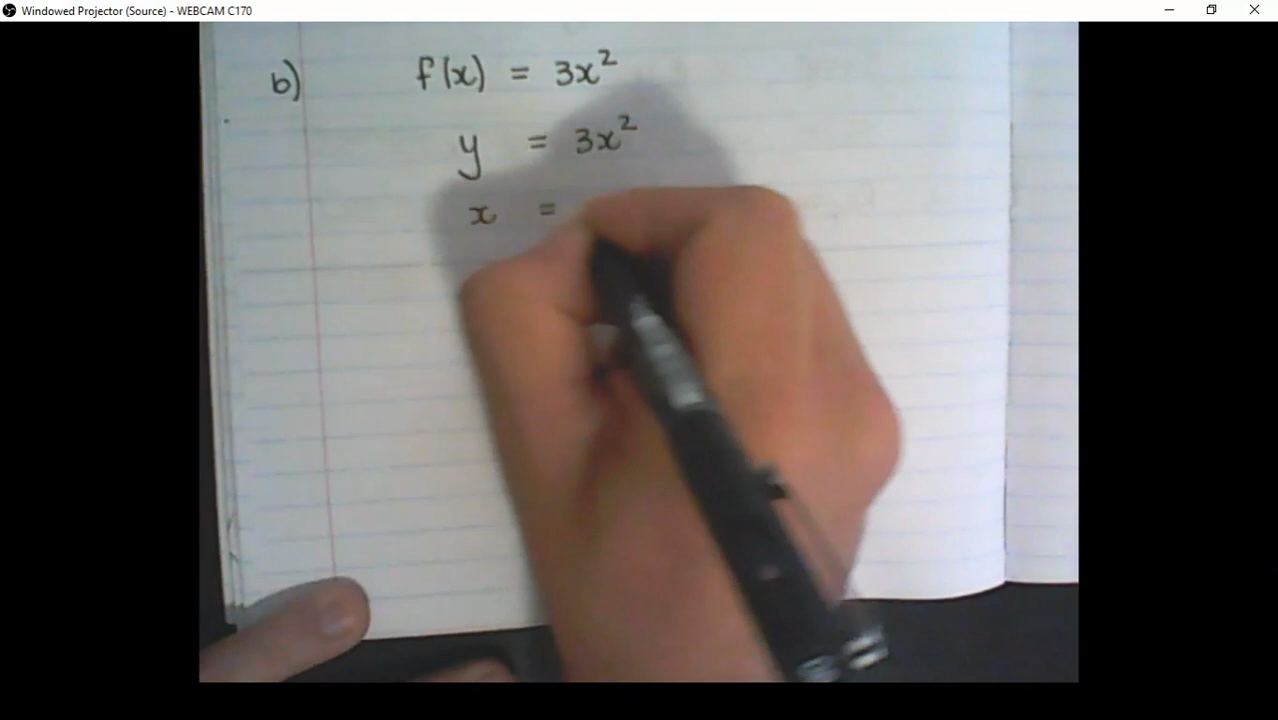 Windowed Projector (Source) - WEBCAM C170
b) f(x) = 3x²
y = 3x²
x =